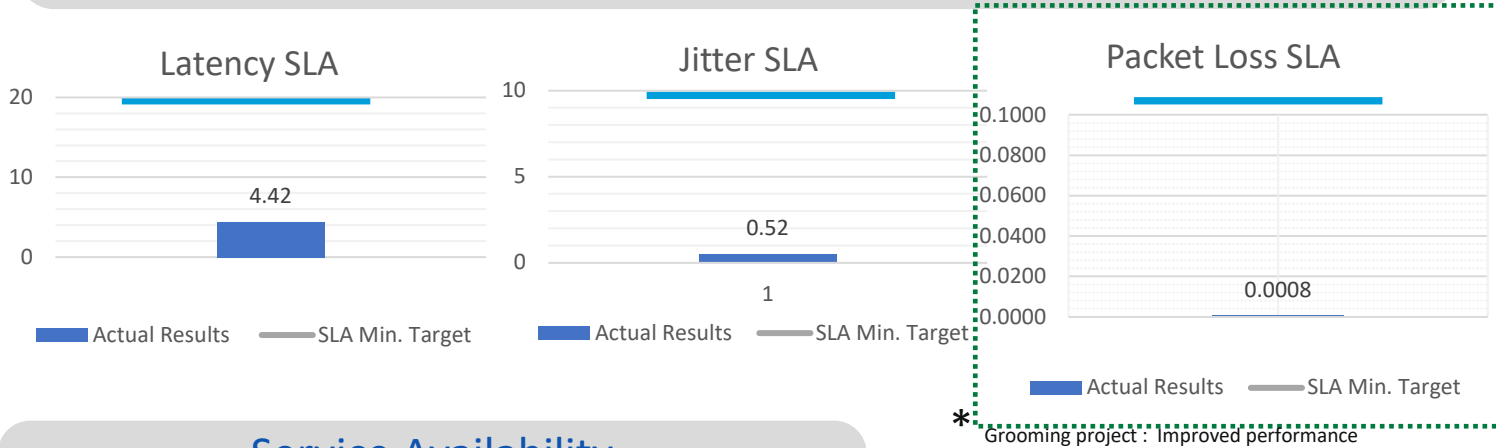 Latency SLA
20
10
0
4.42
Actual Results SLA Min. Target
Jitter SLA
10
5
0
0.52
1
Actual Results SLA Min. Target
Packet Loss SLA
0.1000
0.0800
0.0600
0.0400
0.0200
0.0000
0.0008
Actual Results SLA Min. Target
*
Grooming project : Improved performance
Service Availability